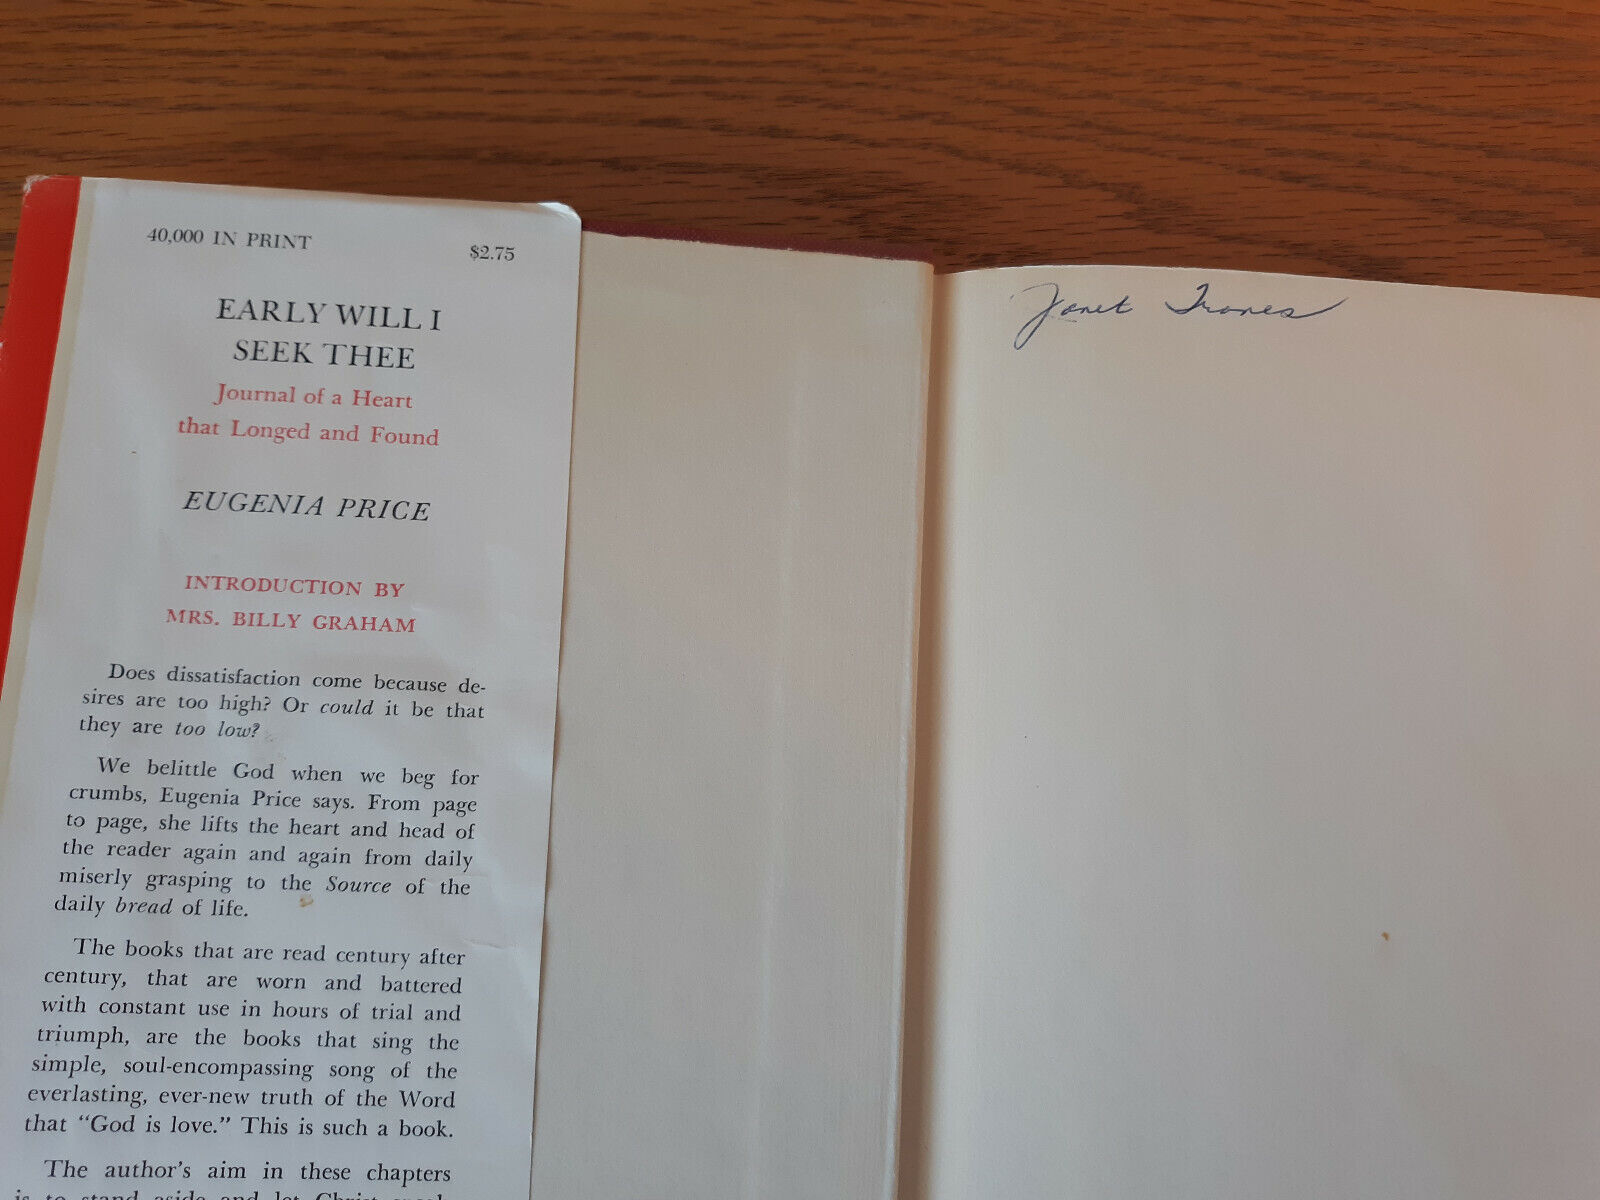 40,000 IN PRINT
$2.75
EARLY WILL I
SEEK THEE
Journal of a Heart
that Longed and Found
EUGENIA PRICE
INTRODUCTION BY
MRS. BILLY GRAHAM
Does dissatisfaction come because de-
sires are too high? Or could it be that
they are too low?
We belittle God when we beg for
crumbs, Eugenia Price says. From page
to page, she lifts the heart and head of
the reader again and again from daily
miserly grasping to the Source of the
daily bread of life.
The books that are read century after
century, that are worn and battered
with constant use in hours of trial and
triumph, are the books that sing the
simple, soul-encompassing song of the
everlasting, ever-new truth of the Word
that “God is love.” This is such a book.
The author's aim in these chapters
is to stand aside and let Christ
Janet